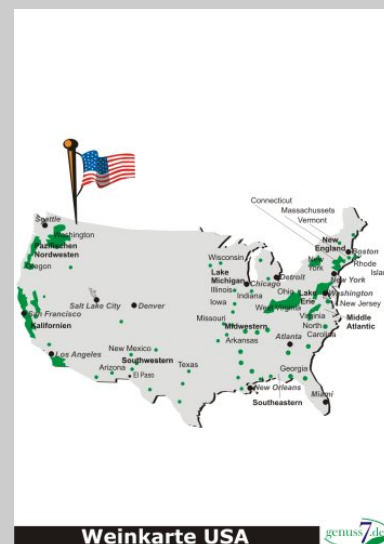 Connecticut
Massachussets
Vermont
Seattle
Washington
Pazifischen
Nordwesten
Oregon
New
England
Boston
Rhode
Islan
New
York
New York
New Jersey
Wisconsin
Lake
Michigan
Chicago
Detroit
Illinois
Indiana
Ohio
Lake
Erie
Washington
Iowa
West Virginia
Virginia
Middle
Atlantic
Salt Lake City
Denver
San Francisco
Kalifornien
Missouri
Midwestern
North
Carolina
Arkansas
Atlanta
Los Angeles
New Mexico
Southwestern
Arizona
El Paso
Texas
Georgia
New Orleans
Southeastern
Miami
Weinkarte USA
genuss7.de